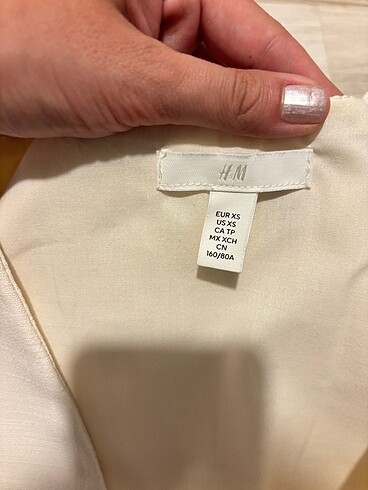 H&M
EUR XS
US XS
CA TP
MX XCH
CN
160/80A